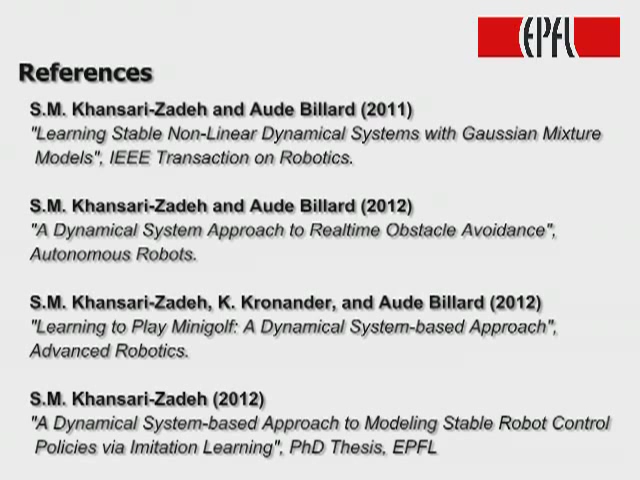 EPFL
References
S.M. Khansari-Zadeh and Aude Billard (2011)
"Learning Stable Non-Linear Dynamical Systems with Gaussian Mixture
Models", IEEE Transaction on Robotics.
S.M. Khansari-Zadeh and Aude Billard (2012)
"A Dynamical System Approach to Realtime Obstacle Avoidance",
Autonomous Robots.
S.M. Khansari-Zadeh, K. Kronander, and Aude Billard (2012)
"Learning to Play Minigolf: A Dynamical System-based Approach",
Advanced Robotics.
S.M. Khansari-Zadeh (2012)
"A Dynamical System-based Approach to Modeling Stable Robot Control
Policies via Imitation Learning", PhD Thesis, EPFL